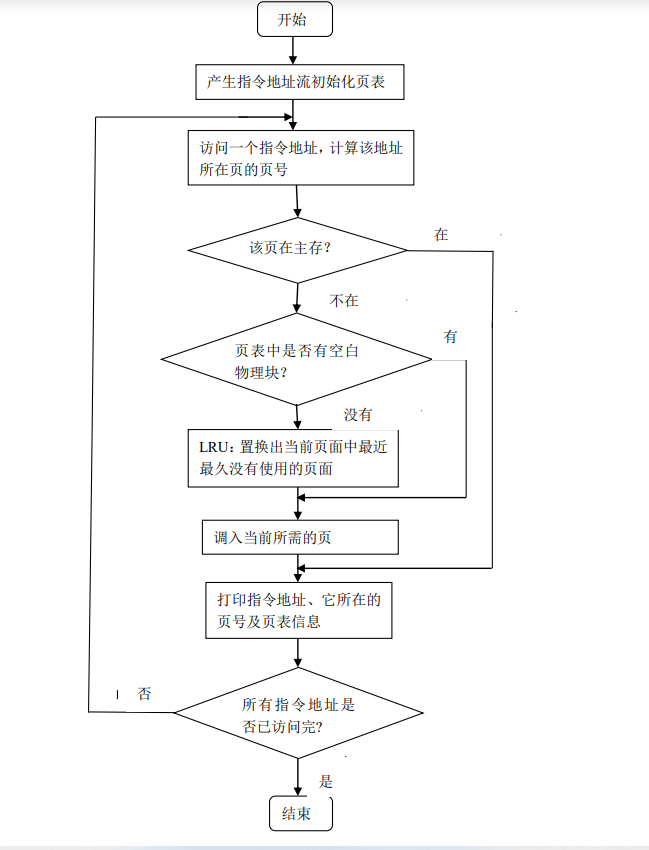 开始
产生指令地址流初始化页表
访问一个指令地址,计算该地址
所在页的页号
在
该页在主存?
不在
有
页表中是否有空白
物理块?
没有
LRU:置换出当前页面中最近
最久没有使用的页面
调入当前所需的页
打印指令地址、它所在的
页号及页表信息
否
所有指令地址是
否已访问完?
是
结束